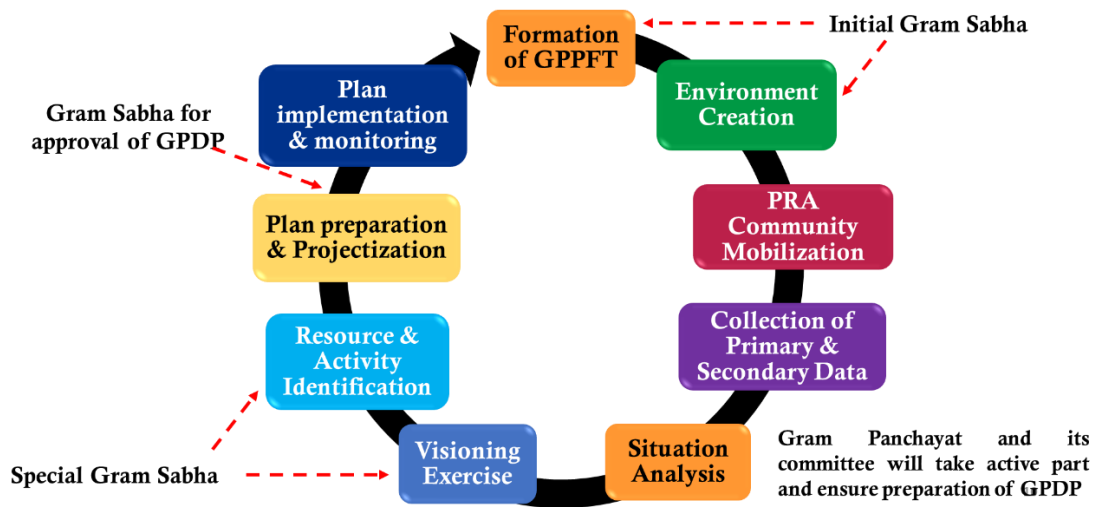 Formation
of GPPFT
Initial Gram Sabha
Environment
Creation
PRA
Community
Mobilization
Collection of
Primary &
Secondary Data
Situation
Analysis
Gram Panchayat and its
committee will take active part
and ensure preparation of GPDP
Visioning
Exercise
Special Gram Sabha
Resource &
Activity
Identification
Plan preparation
& Projectization
Gram Sabha for
approval of GPDP
Plan
implementation
& monitoring